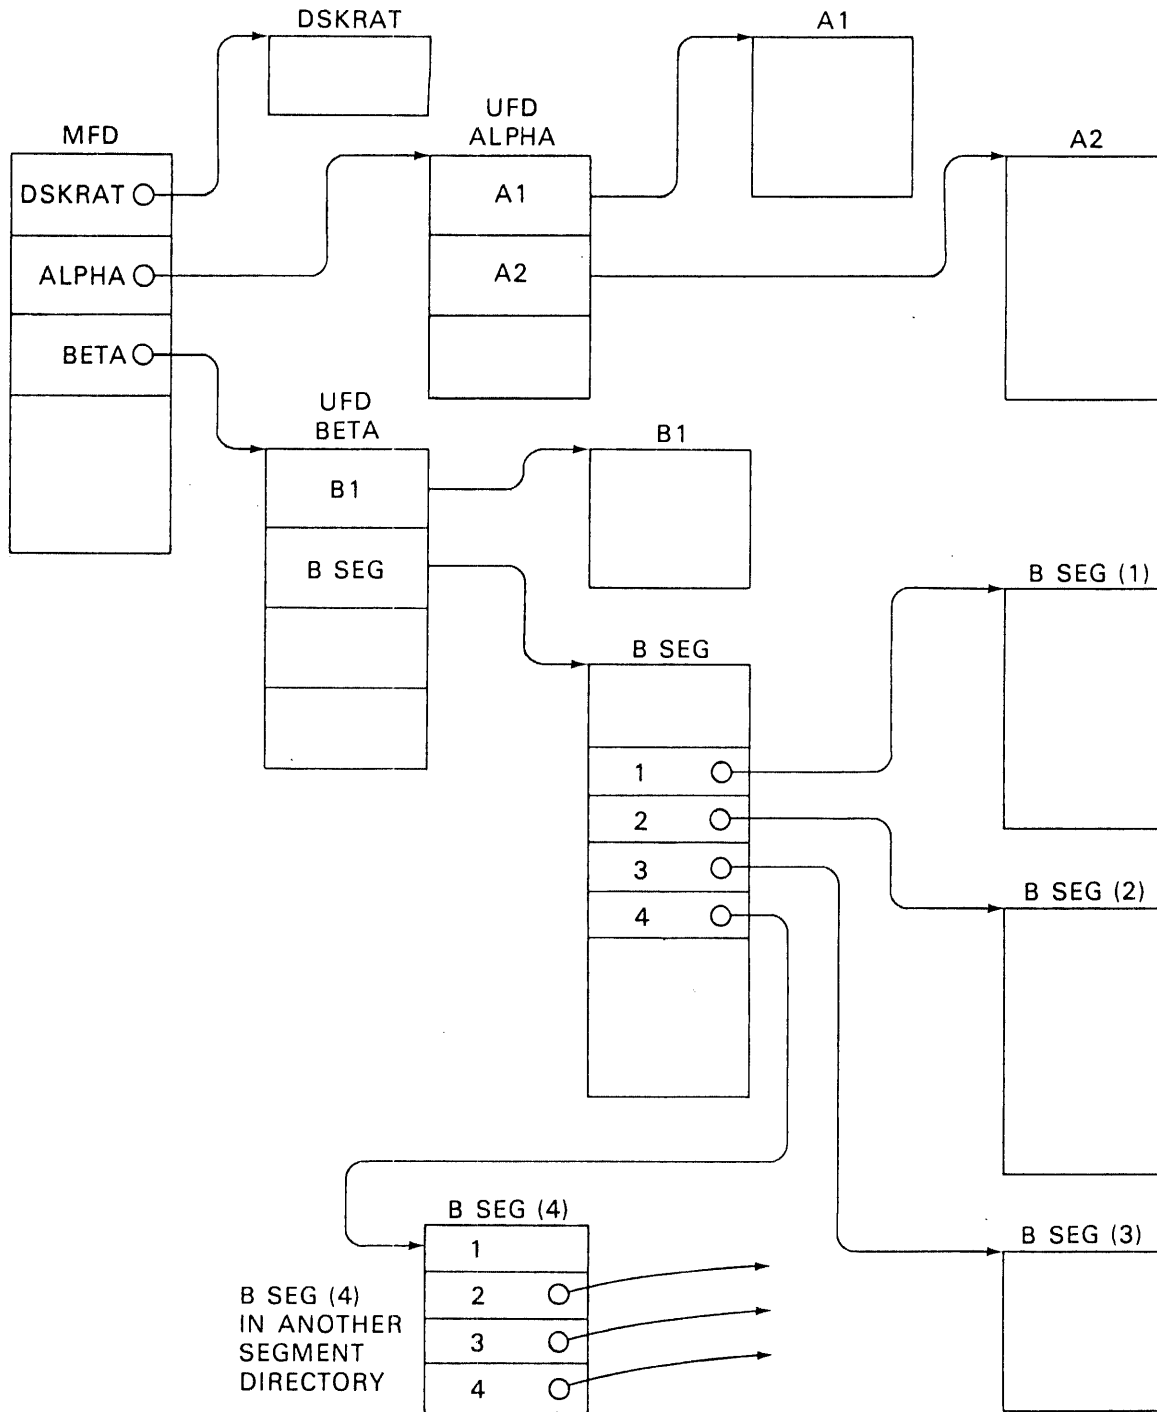 DSKRAT
A1
UFD
ALPHA
MFD
A2
DSKRAT
A1
ALPHA
A2
BETA
UFD
BETA
B1
B1
B SEG
B SEG (1)
B SEG
1
2
3
4
B SEG (2)
B SEG (4)
B SEG (3)
1
2
3
4
B SEG (4)
IN ANOTHER
SEGMENT
DIRECTORY